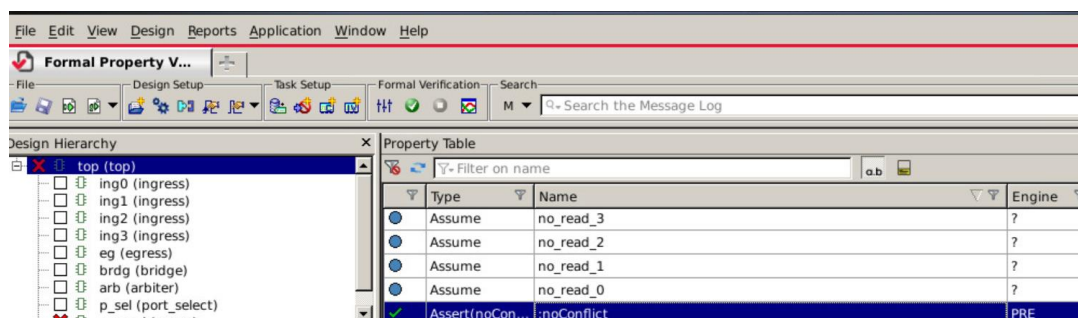 File Edit View Design Reports Application Window Help
Formal Property V...
File Design Setup Task Setup Formal Verification Search
M Search the Message Log
Design Hierarchy Property Table
top (top) Filter on name a.b
ing0 (ingress) Type Name Engine
ing1 (ingress) Assume no_read_3 ?
ing2 (ingress) Assume no_read_2 ?
ing3 (ingress) Assume no_read_1 ?
eg (egress) Assume no_read_0 ?
brdg (bridge) Assert(noCon... :noConflict PRE
arb (arbiter)
p_sel (port_select)